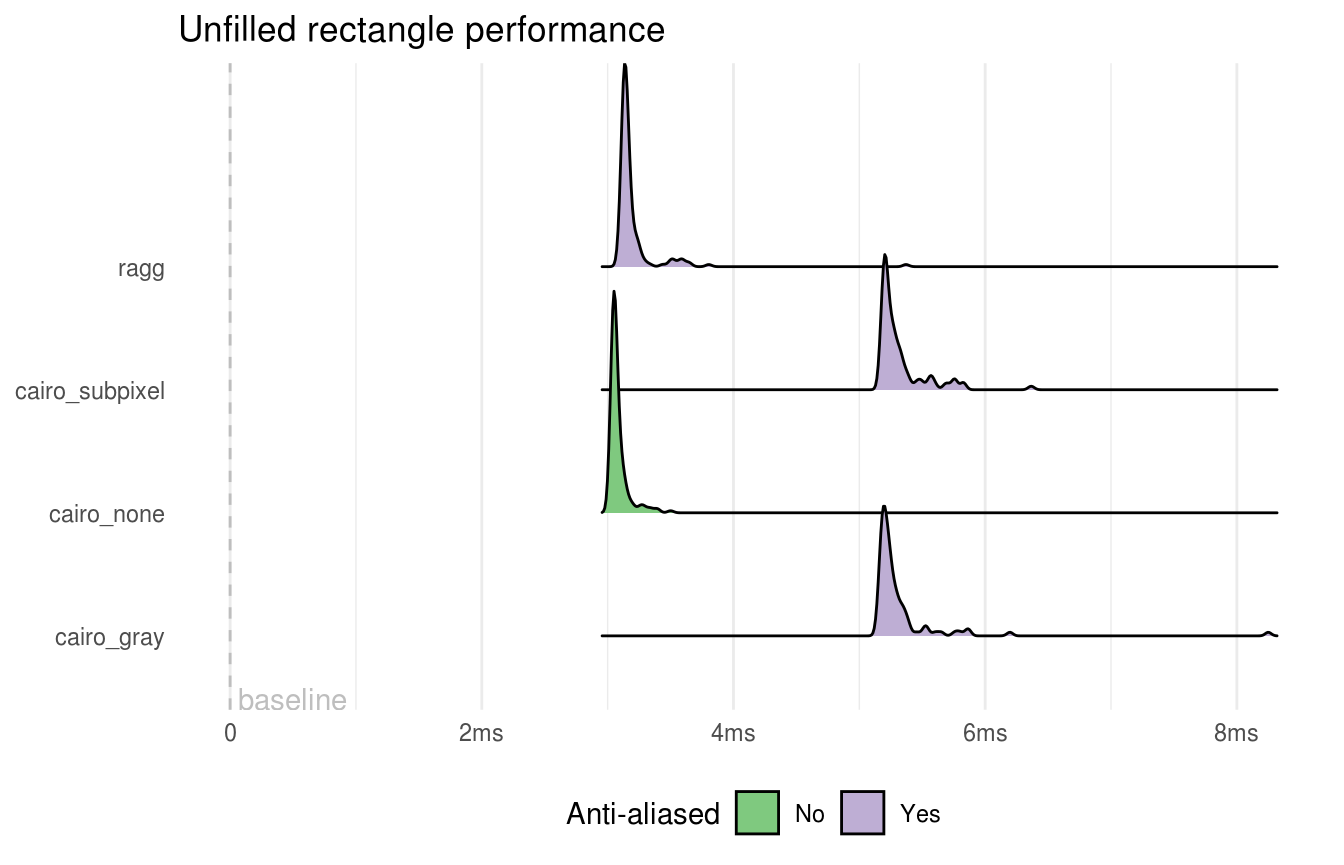 Unfilled rectangle performance
ragg
cairo_subpixel
cairo_none
cairo_gray
baseline
0 2ms 4ms 6ms 8ms
Anti-aliased No Yes